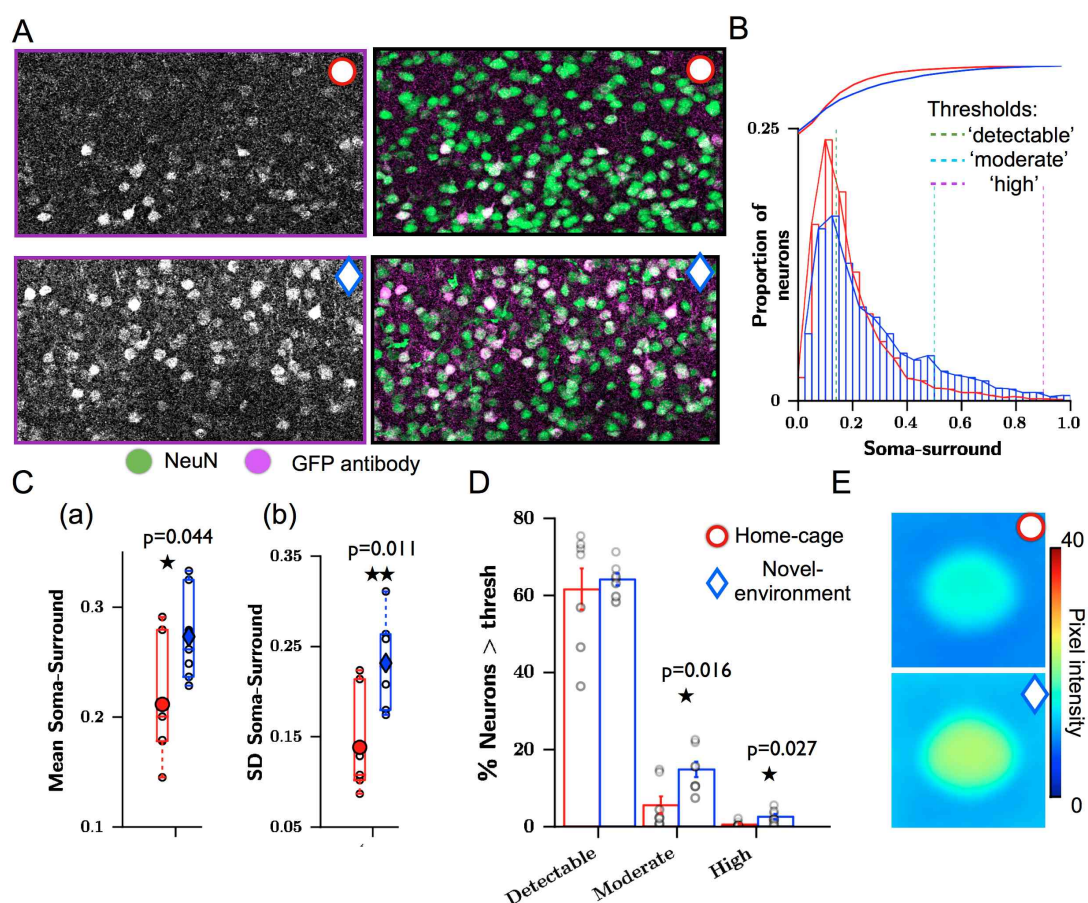 A
B
NeuN
GFP antibody
Thresholds:
‘detectable’
‘moderate’
‘high’
0.25
0
Proportion of
neurons
0.0
0.2
0.4
0.6
0.8
1.0
Soma-surround
C
(a)
p=0.044
0.3
0.2
0.1
Mean Soma-Surround
(b)
p=0.011
0.35
0.25
0.15
0.05
SD Soma-Surround
D
80
60
40
20
0
% Neurons > thresh
Home-cage
Novel-
environment
p=0.016
p=0.027
Detectable
Moderate
High
E
40
Pixel intensity
0